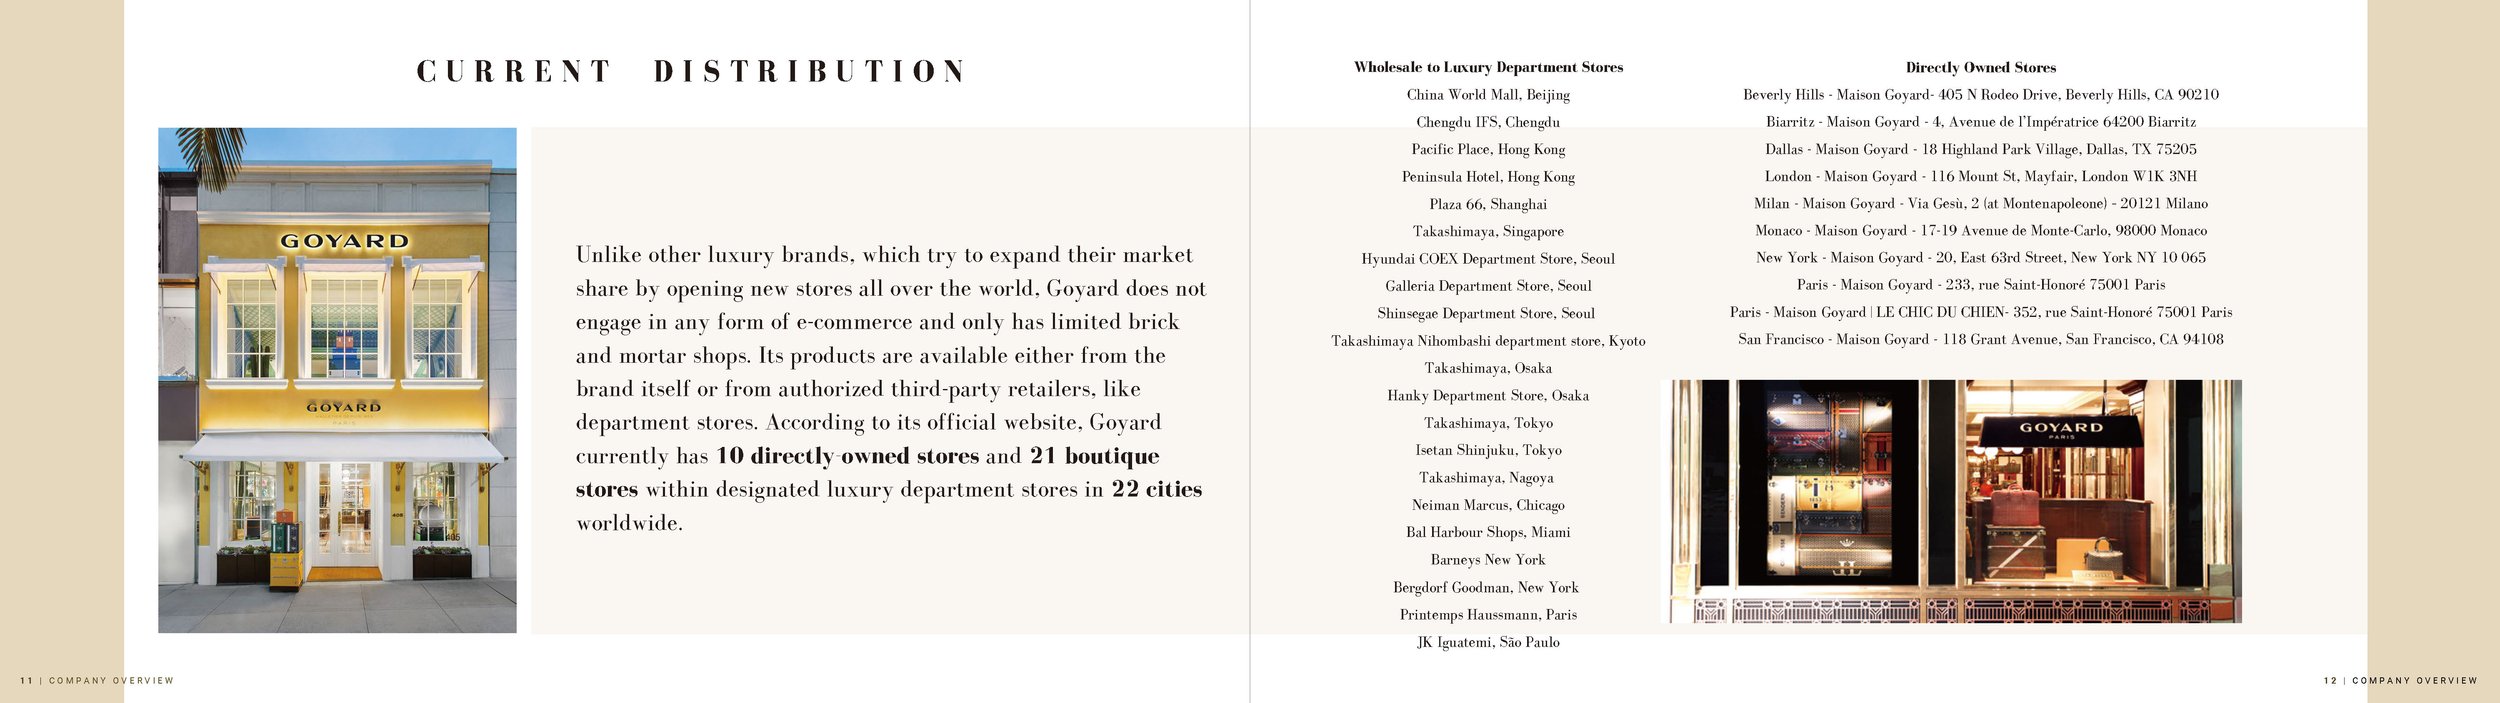 CURRENT DISTRIBUTION
GOYARD
GOYARD
PARIS
405
Unlike other luxury brands, which try to expand their market
share by opening new stores all over the world, Goyard does not
engage in any form of e-commerce and only has limited brick
and mortar shops. Its products are available either from the
brand itself or from authorized third-party retailers, like
department stores. According to its official website, Goyard
currently has 10 directly-owned stores and 21 boutique
stores within designated luxury department stores in 22 cities
worldwide.
11 | COMPANY OVERVIEW
Wholesale to Luxury Department Stores
China World Mall, Beijing
Chengdu IFS, Chengdu
Pacific Place, Hong Kong
Peninsula Hotel, Hong Kong
Plaza 66, Shanghai
Takashimaya, Singapore
Hyundai COEX Department Store, Seoul
Galleria Department Store, Seoul
Shinsegae Department Store, Seoul
Takashimaya Nihombashi department store, Kyoto
Takashimaya, Osaka
Hanky Department Store, Osaka
Takashimaya, Tokyo
Isetan Shinjuku, Tokyo
Takashimaya, Nagoya
Neiman Marcus, Chicago
Bal Harbour Shops, Miami
Barneys New York
Bergdorf Goodman, New York
Printemps Haussmann, Paris
JK Iguatemi, São Paulo
Directly Owned Stores
Beverly Hills - Maison Goyard- 405 N Rodeo Drive, Beverly Hills, CA 90210
Biarritz - Maison Goyard - 4, Avenue de l'Impératrice 64200 Biarritz
Dallas - Maison Goyard - 18 Highland Park Village, Dallas, TX 75205
London - Maison Goyard - 116 Mount St, Mayfair, London W1K 3NH
Milan - Maison Goyard - Via Gesù, 2 (at Montenapoleone) – 20121 Milano
Monaco - Maison Goyard - 17-19 Avenue de Monte-Carlo, 98000 Monaco
New York - Maison Goyard - 20, East 63rd Street, New York NY 10 065
Paris - Maison Goyard - 233, rue Saint-Honoré 75001 Paris
Paris - Maison Goyard | LE CHIC DU CHIEN- 352, rue Saint-Honoré 75001 Paris
San Francisco - Maison Goyard - 118 Grant Avenue, San Francisco, CA 94108
GOYARD
PARIS
12 | COMPANY OVERVIEW